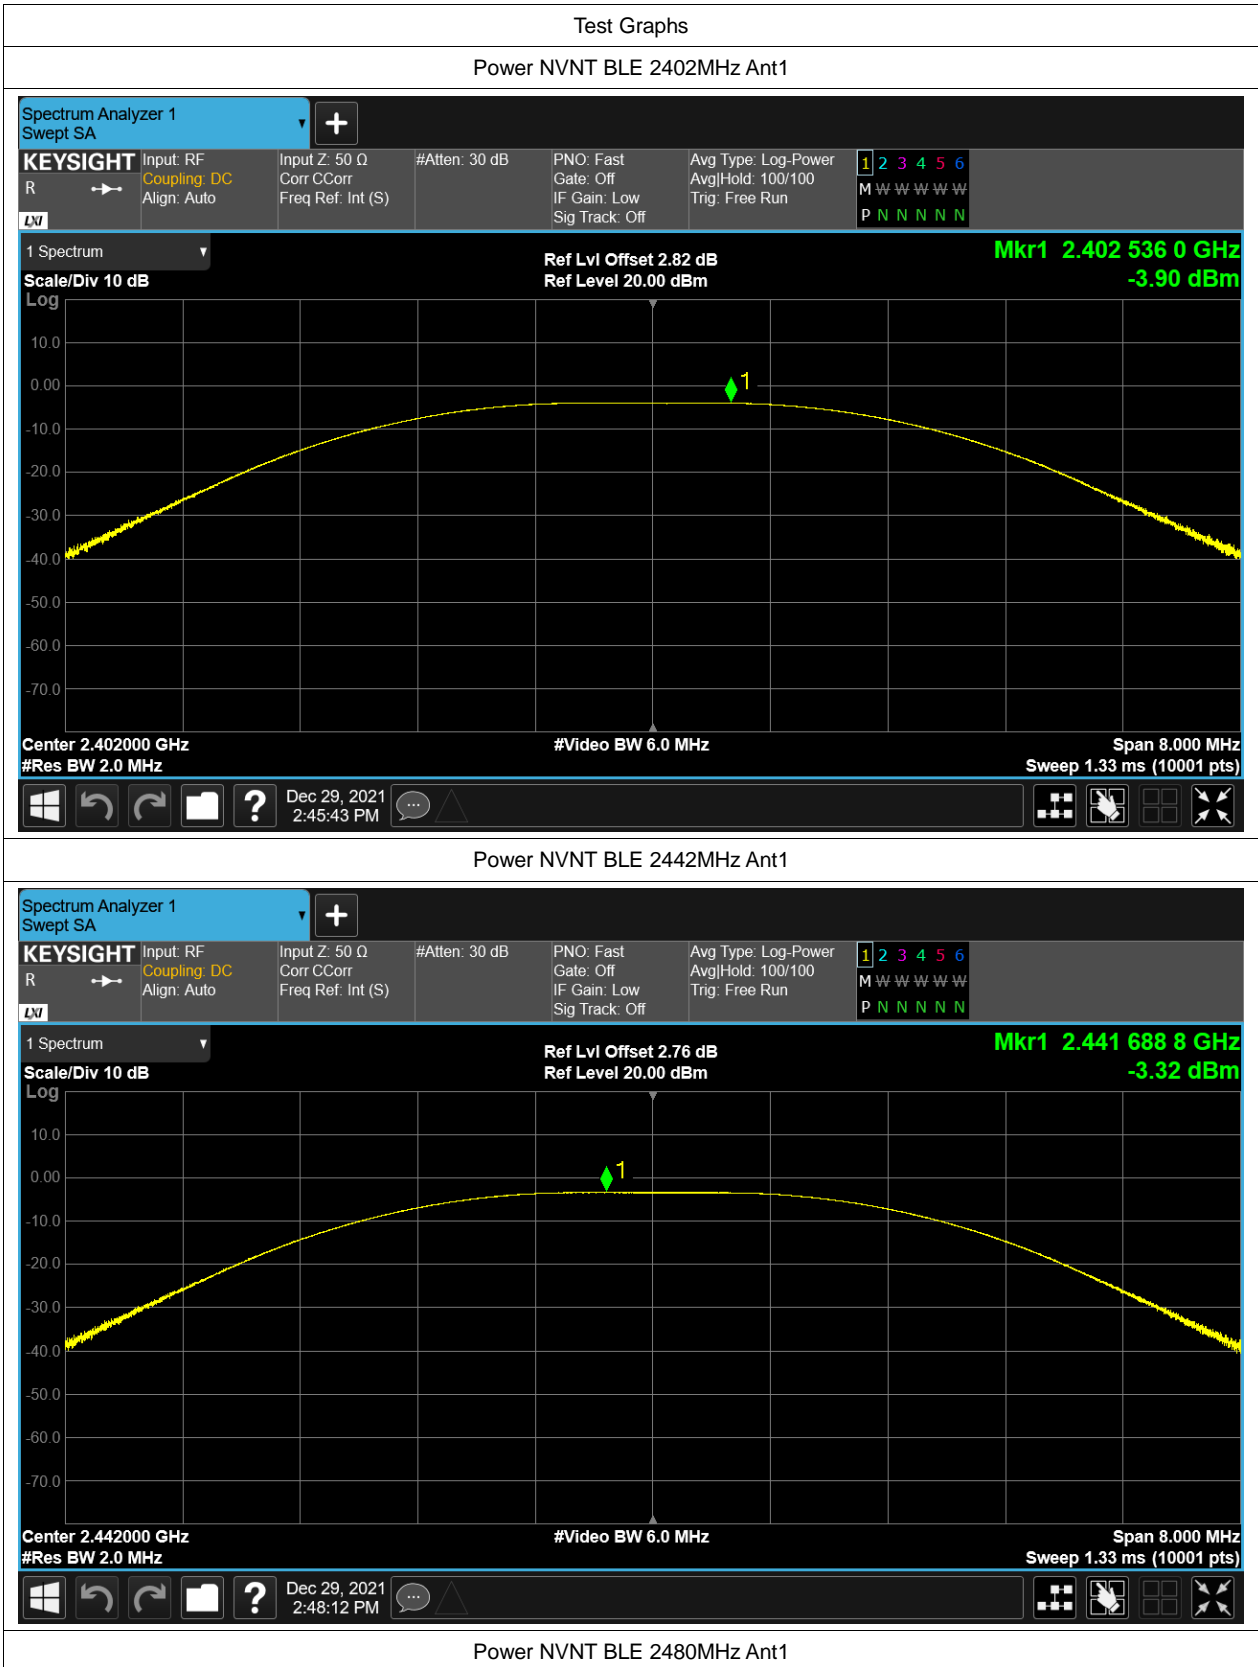 Test Graphs
Power NVNT BLE 2402MHz Ant1
Spectrum Analyzer 1
Swept SA
KEYSIGHT Input: RF Input Z: 50 Ω #Atten: 30 dB PNO: Fast Avg Type: Log-Power 1 2 3 4 5 6
R Coupling: DC Corr CCorr Gate: Off Avg|Hold: 100/100 M W W W W W
Align: Auto Freq Ref: Int (S) IF Gain: Low Trig: Free Run
LXI Sig Track: Off P N N N N N
1 Spectrum Ref Lvl Offset 2.82 dB Mkr1 2.402 536 0 GHz
Scale/Div 10 dB Ref Level 20.00 dBm -3.90 dBm
Log
10.0
1
0.00
-10.0
-20.0
-30.0
-40.0
-50.0
-60.0
-70.0
Center 2.402000 GHz #Video BW 6.0 MHz Span 8.000 MHz
#Res BW 2.0 MHz Sweep 1.33 ms (10001 pts)
? Dec 29, 2021
2:45:43 PM
Power NVNT BLE 2442MHz Ant1
Spectrum Analyzer 1
Swept SA
KEYSIGHT Input: RF Input Z: 50 Ω #Atten: 30 dB PNO: Fast Avg Type: Log-Power 1 2 3 4 5 6
R Coupling: DC Corr CCorr Gate: Off Avg|Hold: 100/100 M W W W W W
Align: Auto Freq Ref: Int (S) IF Gain: Low Trig: Free Run
LXI Sig Track: Off P N N N N N
1 Spectrum Ref Lvl Offset 2.76 dB Mkr1 2.441 688 8 GHz
Scale/Div 10 dB Ref Level 20.00 dBm -3.32 dBm
Log
10.0
1
0.00
-10.0
-20.0
-30.0
-40.0
-50.0
-60.0
-70.0
Center 2.442000 GHz #Video BW 6.0 MHz Span 8.000 MHz
#Res BW 2.0 MHz Sweep 1.33 ms (10001 pts)
? Dec 29, 2021
2:48:12 PM
Power NVNT BLE 2480MHz Ant1